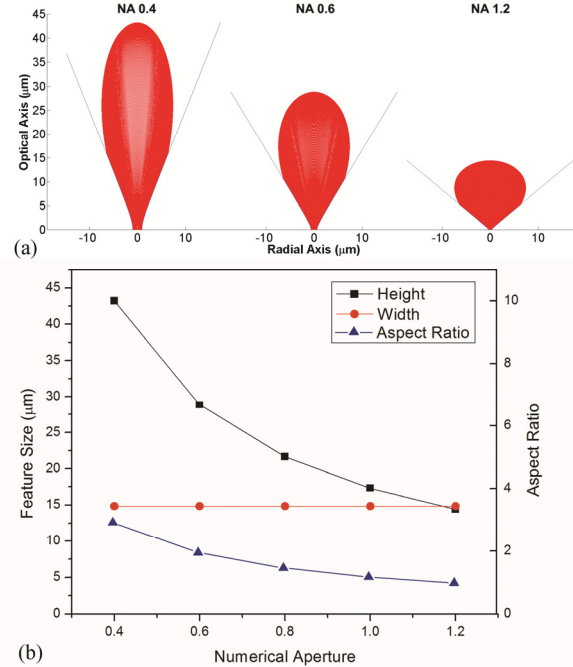 NA 0.4 NA 0.6 NA 1.2
Optical Axis (μm)
45
40
35
30
25
20
15
10
5
0
-10 0 10 -10 0 10 -10 0 10
Radial Axis (μm)
(a)
Height
Width
Aspect Ratio
Feature Size (μm)
45
40
35
30
25
20
15
10
5
0
10
8
6
4
2
0
Aspect Ratio
0.4 0.6 0.8 1.0 1.2
Numerical Aperture
(b)